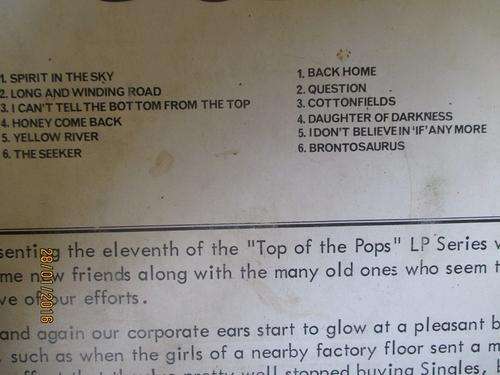 1. SPIRIT IN THE SKY
2. LONG AND WINDING ROAD
3. I CAN'T TELL THE BOTTOM FROM THE TOP
4. HONEY COME BACK
5. YELLOW RIVER
6. THE SEEKER
1. BACK HOME
2. QUESTION
3. COTTONFIELDS
4. DAUGHTER OF DARKNESS
5. I DON'T BELIEVE IN 'IF' ANY MORE
6. BRONTOSAURUS
senting the eleventh of the "Top of the Pops" LP Series
me new friends along with the many old ones who seem
ve of our efforts.
and again our corporate ears start to glow at a pleasant
such as when the girls of a nearby factory floor sent a
pretty well stopped buying Singles,
28/01/2016